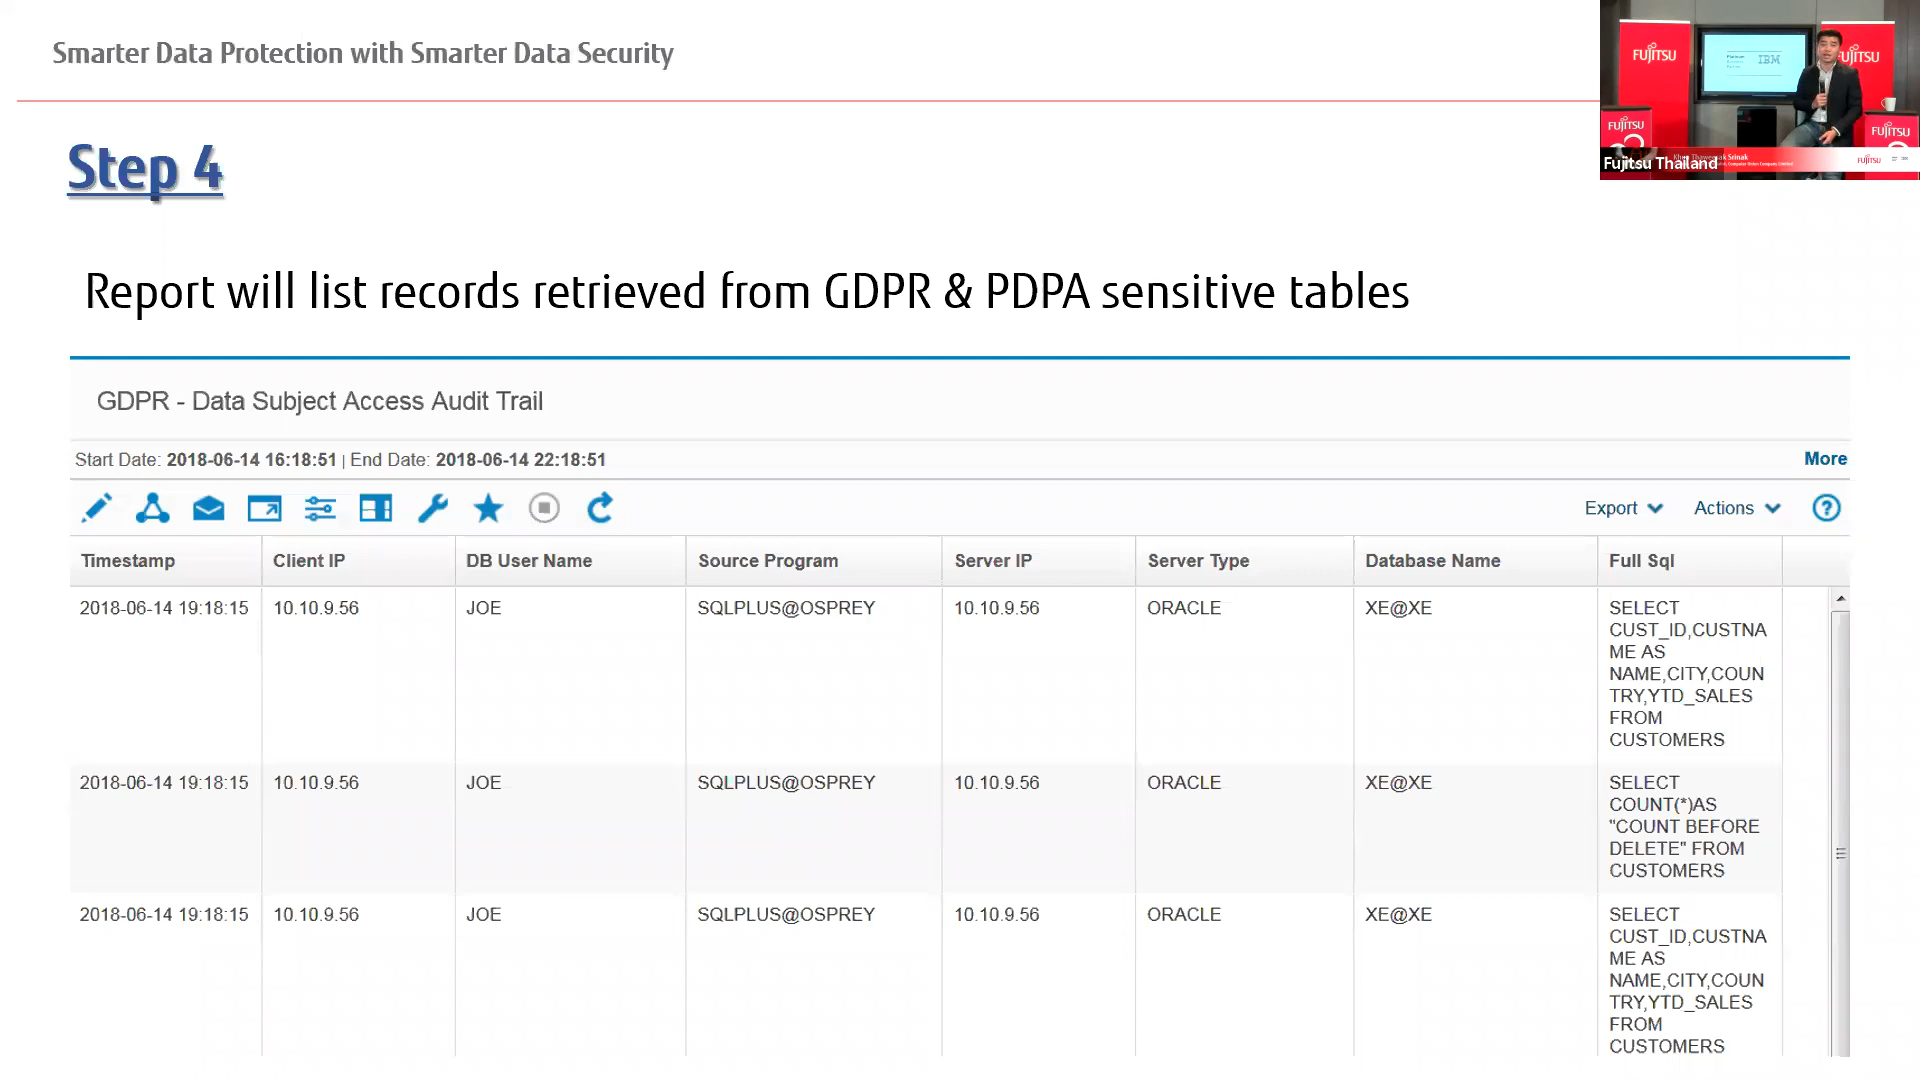 Smarter Data Protection with Smarter Data Security
FUJITSU
IBM
FUJITSU
FUJITSU
FUJITSU
Fujitsu Thailand
FUJITSU
Step 4
Report will list records retrieved from GDPR & PDPA sensitive tables
GDPR - Data Subject Access Audit Trail
Start Date: 2018-06-14 16:18:51 | End Date: 2018-06-14 22:18:51 More
Export Actions ?
Timestamp Client IP DB User Name Source Program Server IP Server Type Database Name Full Sql
2018-06-14 19:18:15 10.10.9.56 JOE SQLPLUS@OSPREY 10.10.9.56 ORACLE XE@XE SELECT
CUST_ID,CUSTNA
ME AS
NAME,CITY,COUN
TRY,YTD_SALES
FROM
CUSTOMERS
2018-06-14 19:18:15 10.10.9.56 JOE SQLPLUS@OSPREY 10.10.9.56 ORACLE XE@XE SELECT
COUNT(*)AS
"COUNT BEFORE
DELETE" FROM
CUSTOMERS
2018-06-14 19:18:15 10.10.9.56 JOE SQLPLUS@OSPREY 10.10.9.56 ORACLE XE@XE SELECT
CUST_ID,CUSTNA
ME AS
NAME,CITY,COUN
TRY,YTD_SALES
FROM
CUSTOMERS